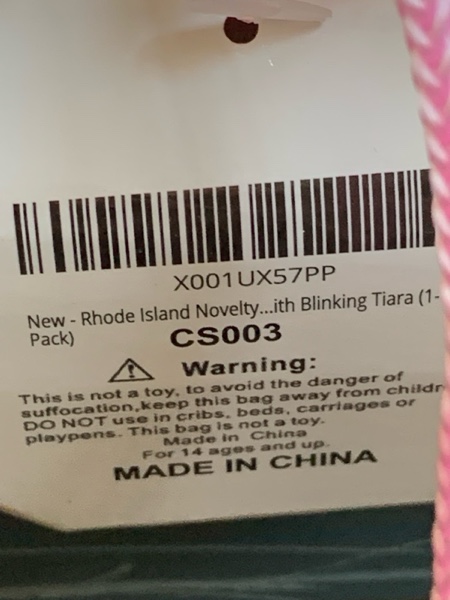 X001UX57PP
New - Rhode Island Novelty...ith Blinking Tiara (1-
Pack)
CS003
Warning:
This is not a toy, to avoid the danger of
suffocation,keep this bag away from childr
DO NOT use in cribs, beds, carriages or
playpens. This bag is not a toy.
Made in China
For 14 ages and up.
MADE IN CHINA